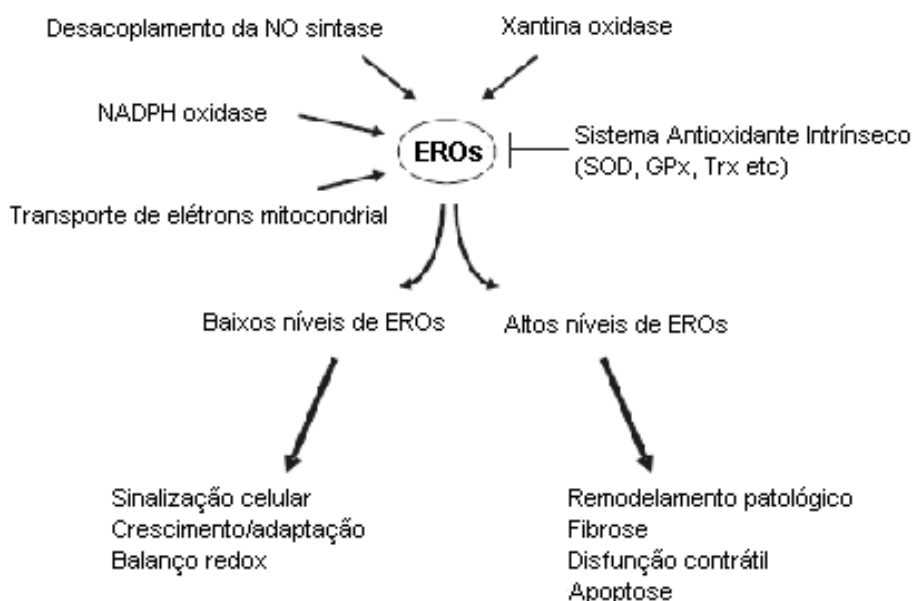 Desacoplamento da NO sintase
Xantina oxidase
NADPH oxidase
EROs
Sistema Antioxidante Intrínseco
(SOD, GPx, Trx etc)
Transporte de elétrons mitocondrial
Baixos níveis de EROs
Altos níveis de EROs
Sinalização celular
Crescimento/adaptação
Balanço redox
Remodelamento patológico
Fibrose
Disfunção contrátil
Apoptose